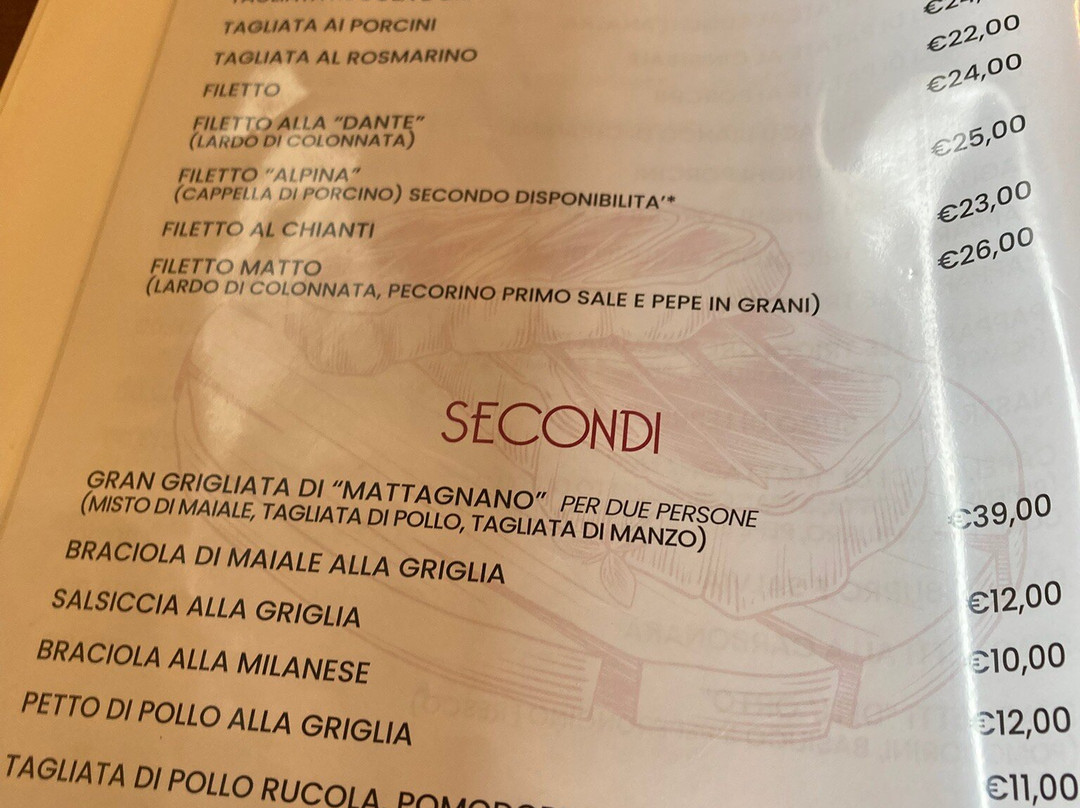 TAGLIATA AI PORCINI
TAGLIATA AL ROSMARINO
FILETTO €22,00
FILETTO ALLA “DANTE” €24,00
(LARDO DI COLONNATA)
FILETTO “ALPINA” €25,00
(CAPPELLA DI PORCINO) SECONDO DISPONIBILITA’*
FILETTO AL CHIANTI €23,00
FILETTO MATTO €26,00
(LARDO DI COLONNATA, PECORINO PRIMO SALE E PEPE IN GRANI)
SECONDI
GRAN GRIGLIATA DI “MATTAGNANO” PER DUE PERSONE €39,00
(MISTO DI MAIALE, TAGLIATA DI POLLO, TAGLIATA DI MANZO)
BRACIOLA DI MAIALE ALLA GRIGLIA €12,00
SALSICCIA ALLA GRIGLIA €10,00
BRACIOLA ALLA MILANESE €12,00
PETTO DI POLLO ALLA GRIGLIA €11,00
TAGLIATA DI POLLO RUCOLA,